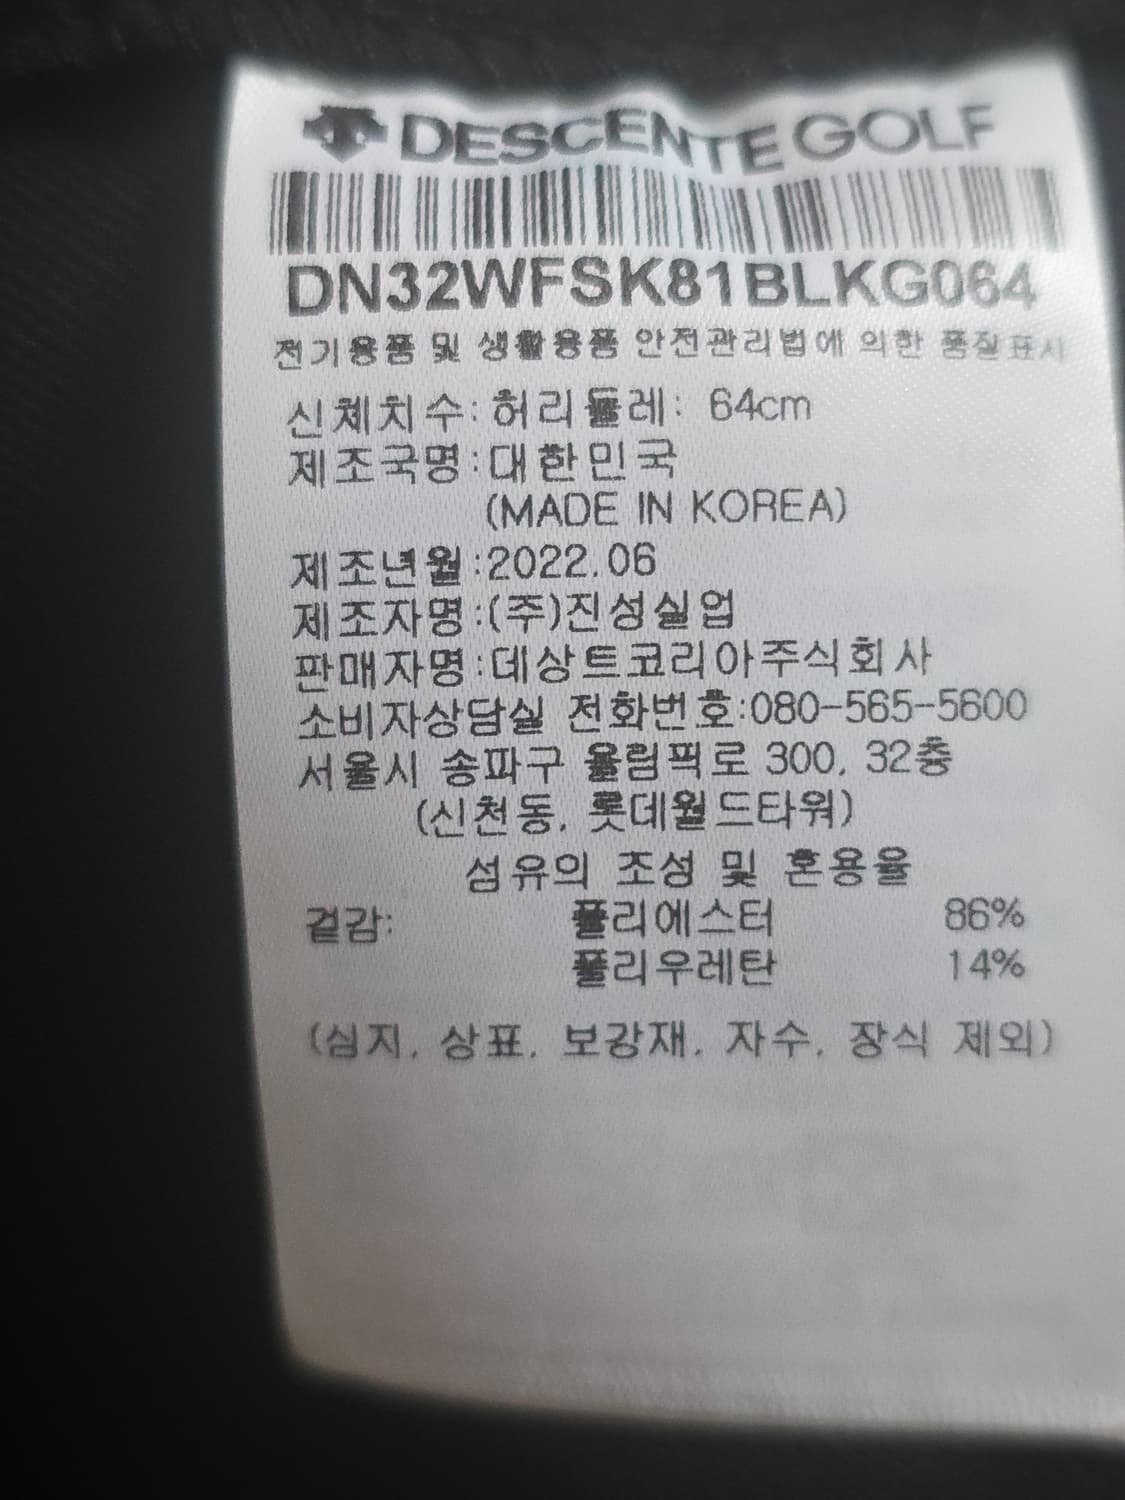 DESCENTE GOLF
DN32WFSK81BLKG064
전기용품 및 생활용품 안전관리법에 의한 품질표시
신체치수:허리둘레: 64cm
제조국명:대한민국
(MADE IN KOREA)
제조년월:2022.06
제조자명:(주)진성실업
판매자명:데상트코리아주식회사
소비자상담실 전화번호:080-565-5600
서울시 송파구 올림픽로 300, 32층
(신천동, 롯데월드타워)
섬유의 조성 및 혼용율
겉감: 폴리에스터 86%
폴리우레탄 14%
(심지, 상표, 보강재, 자수, 장식 제외)